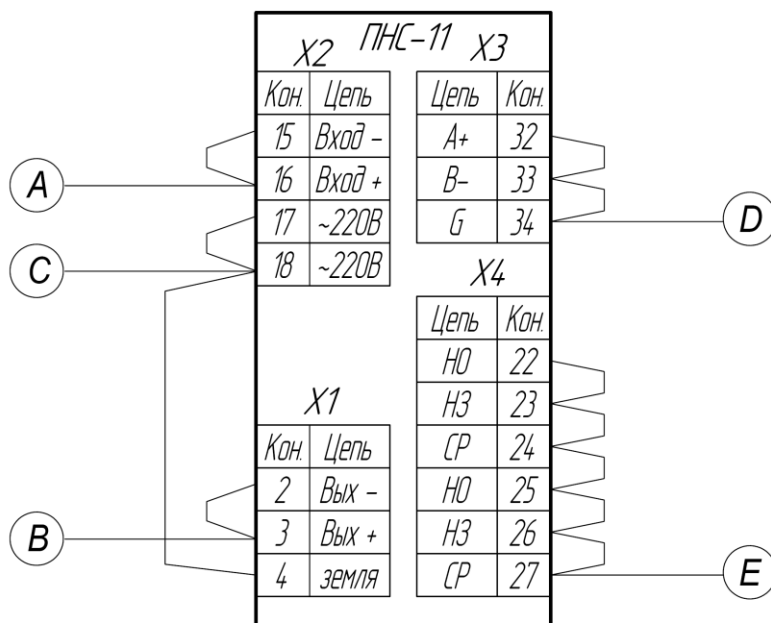 ПНС-11
X2
X3
Кон. Цепь
Цепь Кон.
15 Вход -
A+ 32
A
16 Вход +
B- 33
17 ~220В
G 34
D
C
18 ~220В
X4
Цепь Кон.
НО 22
X1
НЗ 23
Кон. Цепь
СР 24
2 Вых -
НО 25
B
3 Вых +
НЗ 26
4 земля
СР 27
E